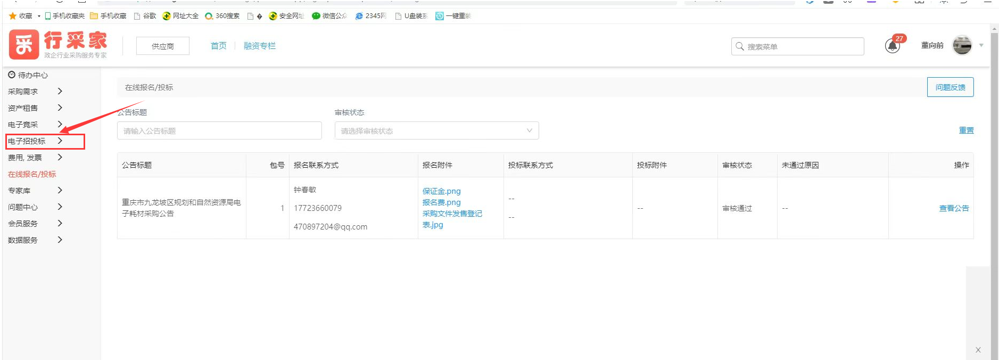 收藏 手机收藏夹 手机收藏 谷歌 网址大全 360搜索 安全网址 微信公众 2345网 U盘装系 一键重装
采 行采家
政企行业采购服务专家
供应商 首页 融资专栏 搜索菜单 27 董向前
待办中心
采购需求
资产租售
电子竞采
电子招投标
费用, 发票
在线报名/投标
专家库
问题中心
会员服务
数据服务
在线报名/投标 问题反馈
公告标题 审核状态
请输入公告标题 请选择审核状态 重置
公告标题 包号 报名联系方式 报名附件 投标联系方式 投标附件 审核状态 未通过原因 操作
重庆市九龙坡区规划和自然资源局电
子耗材采购公告
1
钟春敏
17723660079
470897204@qq.com
保证金.png
报名费.png
采购文件发售登记
表.jpg
--
--
--
审核通过
--
查看公告
X